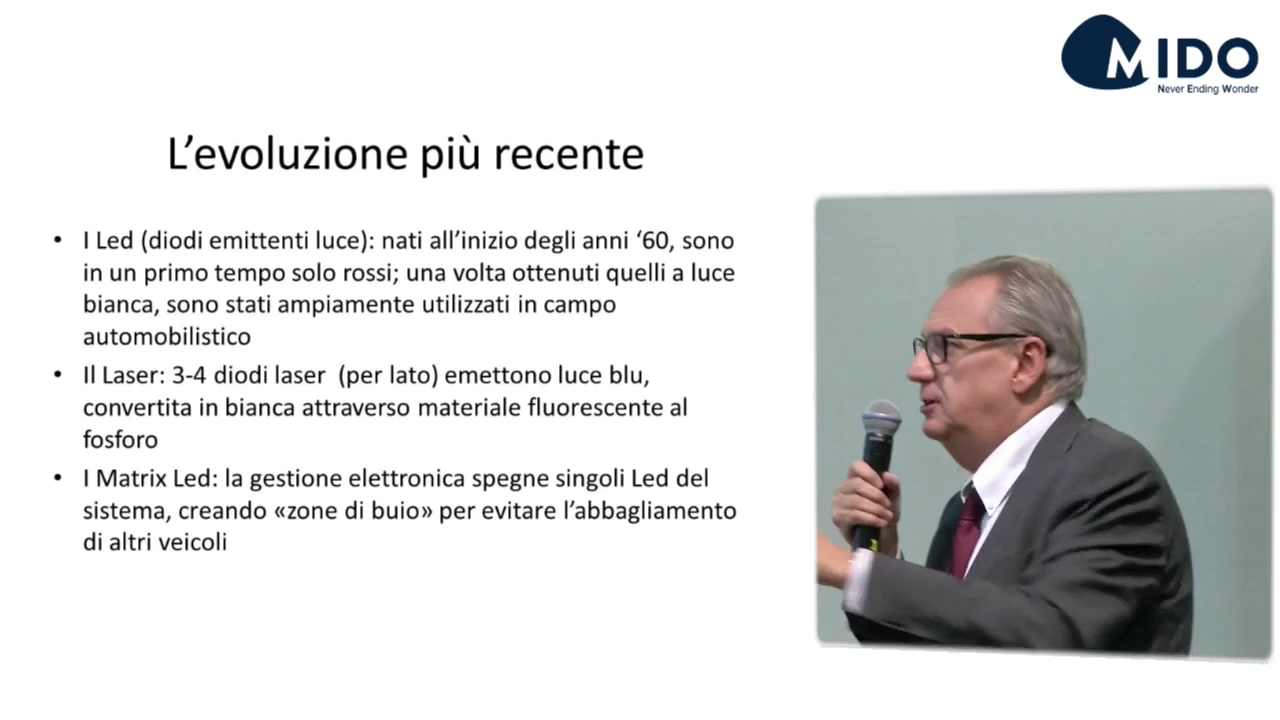 MIDO
Never Ending Wonder
L’evoluzione più recente
• I Led (diodi emittenti luce): nati all’inizio degli anni ‘60, sono
in un primo tempo solo rossi; una volta ottenuti quelli a luce
bianca, sono stati ampiamente utilizzati in campo
automobilistico
• Il Laser: 3-4 diodi laser  (per lato) emettono luce blu,
convertita in bianca attraverso materiale fluorescente al
fosforo
• I Matrix Led: la gestione elettronica spegne singoli Led del
sistema, creando «zone di buio» per evitare l’abbagliamento
di altri veicoli